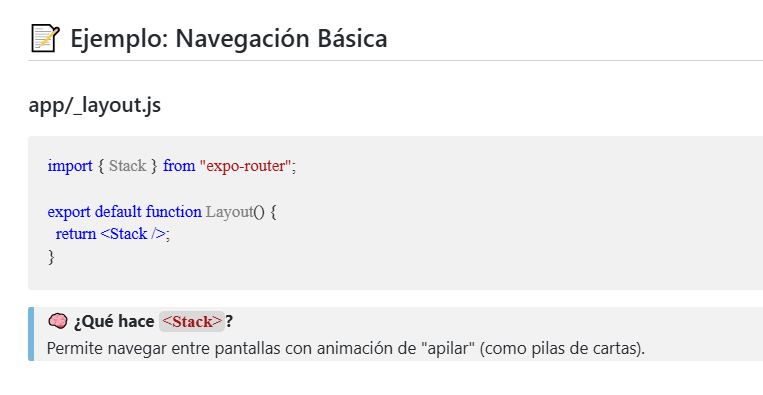 📝 Ejemplo: Navegación Básica
app/_layout.js
import { Stack } from "expo-router";
export default function Layout() {
  return <Stack />;
}
🧠 ¿Qué hace <Stack>?
Permite navegar entre pantallas con animación de "apilar" (como pilas de cartas).